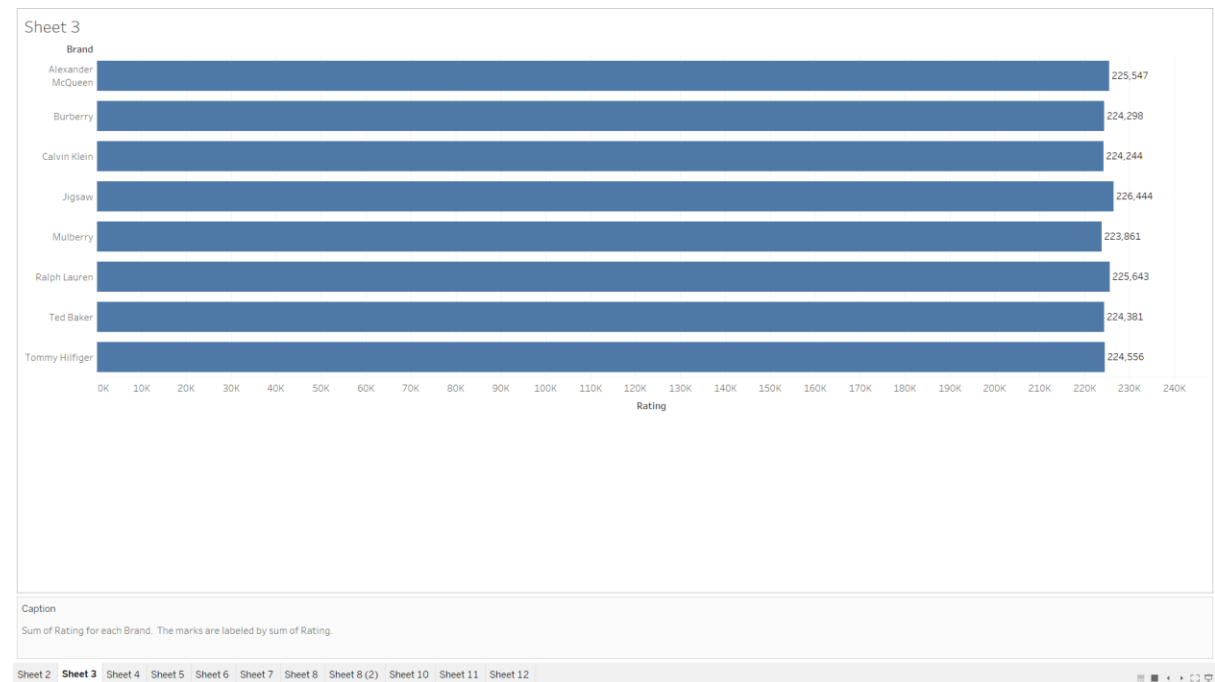 Sheet 3
Brand
Alexander
McQueen
225,547
Burberry
224,298
Calvin Klein
224,244
Jigsaw
226,444
Mulberry
223,861
Ralph Lauren
225,643
Ted Baker
224,381
Tommy Hilfiger
224,556
0K 10K 20K 30K 40K 50K 60K 70K 80K 90K 100K 110K 120K 130K 140K 150K 160K 170K 180K 190K 200K 210K 220K 230K 240K
Rating
Caption
Sum of Rating for each Brand. The marks are labeled by sum of Rating.
Sheet 2 Sheet 3 Sheet 4 Sheet 5 Sheet 6 Sheet 7 Sheet 8 Sheet 8 (2) Sheet 10 Sheet 11 Sheet 12